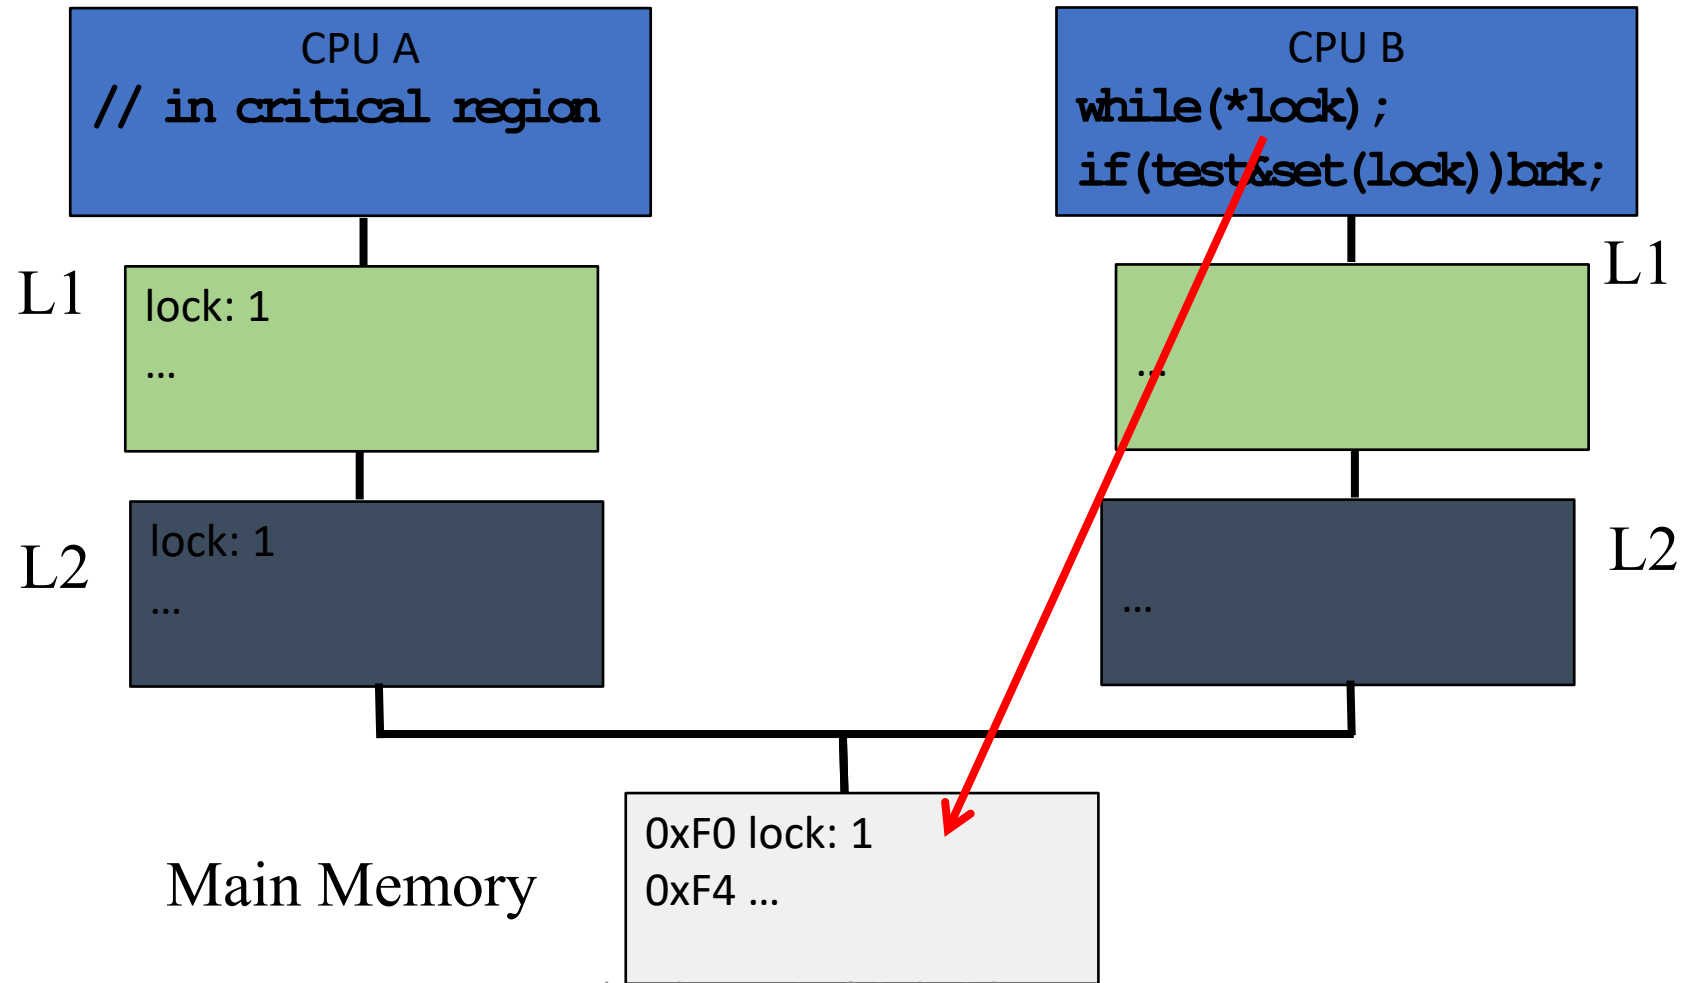 CPU A
// in critical region
CPU B
while(*lock);
if(test&set(lock))brk;
L1
lock: 1
…
…
L1
L2
lock: 1
…
…
L2
Main Memory
0xF0 lock: 1
0xF4 …